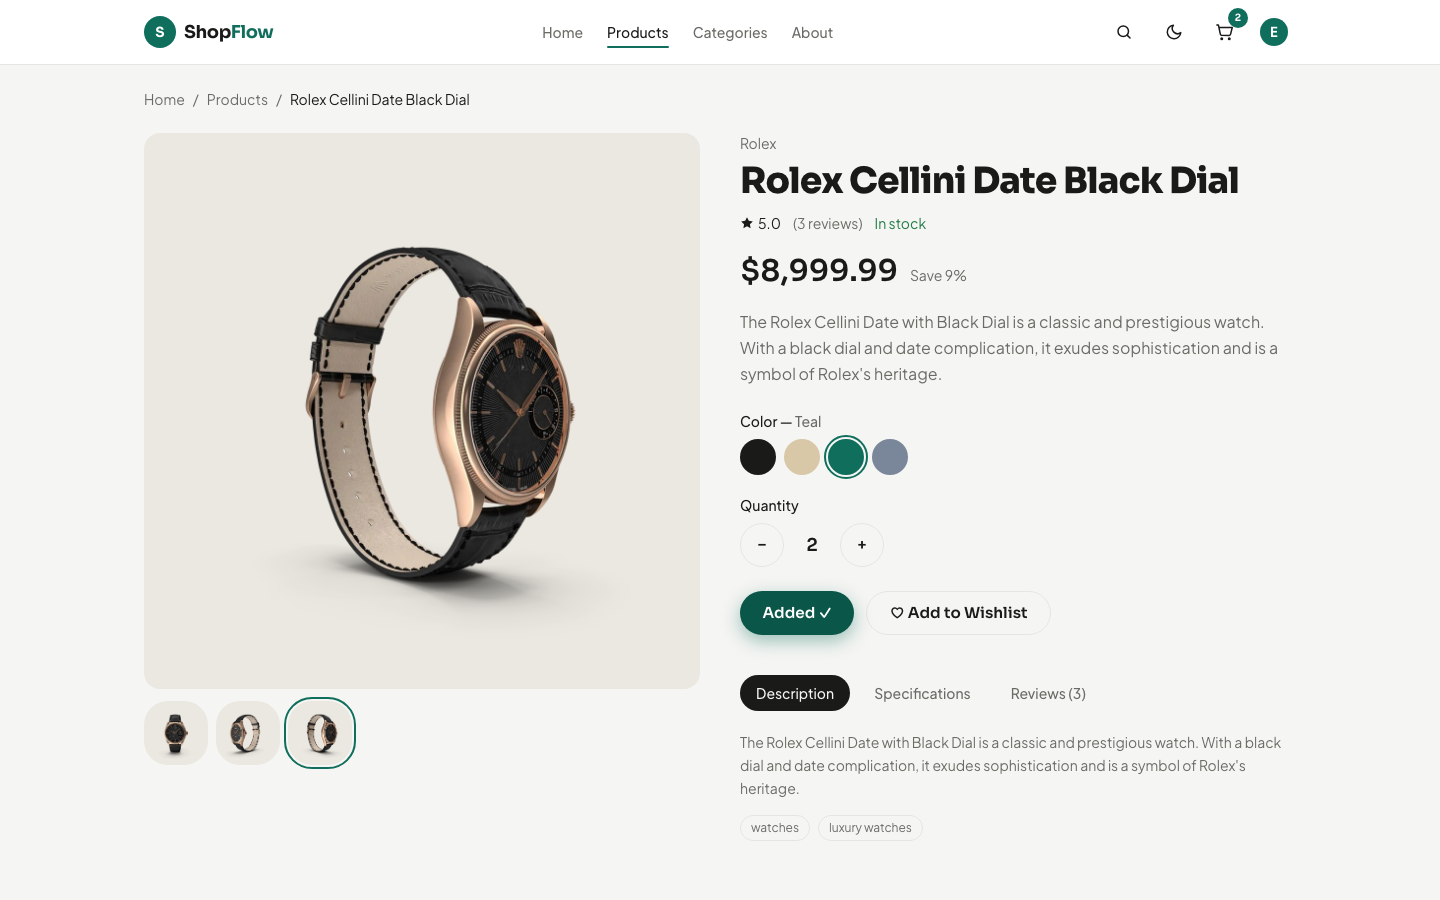 S ShopFlow
Home Products Categories About
2
E
Home / Products / Rolex Cellini Date Black Dial
Rolex
Rolex Cellini Date Black Dial
★ 5.0 (3 reviews) In stock
$8,999.99 Save 9%
The Rolex Cellini Date with Black Dial is a classic and prestigious watch.
With a black dial and date complication, it exudes sophistication and is a
symbol of Rolex's heritage.
Color — Teal
Quantity
− 2 +
Added ✓ ♡ Add to Wishlist
Description Specifications Reviews (3)
The Rolex Cellini Date with Black Dial is a classic and prestigious watch. With a black
dial and date complication, it exudes sophistication and is a symbol of Rolex's
heritage.
watches luxury watches